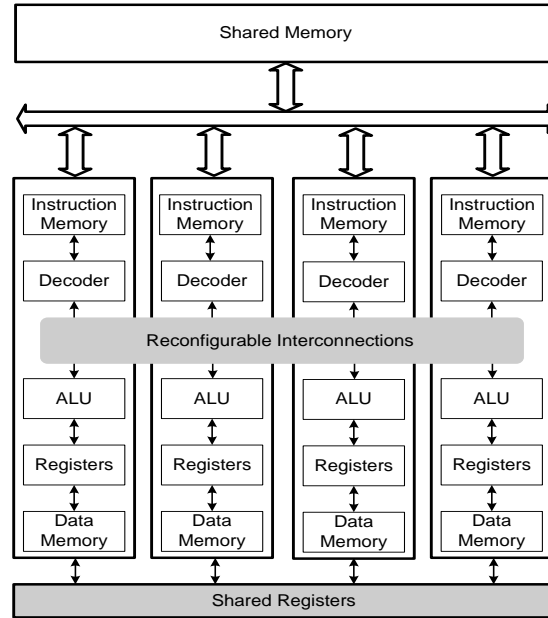 Shared Memory
Instruction
Memory
Instruction
Memory
Instruction
Memory
Instruction
Memory
Decoder
Decoder
Decoder
Decoder
Reconfigurable Interconnections
ALU
ALU
ALU
ALU
Registers
Registers
Registers
Registers
Data
Memory
Data
Memory
Data
Memory
Data
Memory
Shared Registers